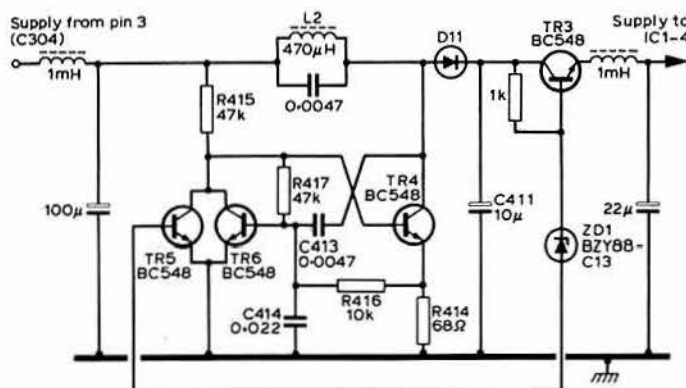 Supply from pin 3
(C304)
1mH
L2
470μH
0·0047
D11
TR3
BC548
Supply to
IC1-4
1mH
1k
R415
47k
R417
47k
TR4
BC548
C411
10μ
22μ
100μ
TR5
BC548
TR6
BC548
C413
0·0047
ZD1
BZY88-
C13
R416
10k
C414
0·022
R414
68Ω